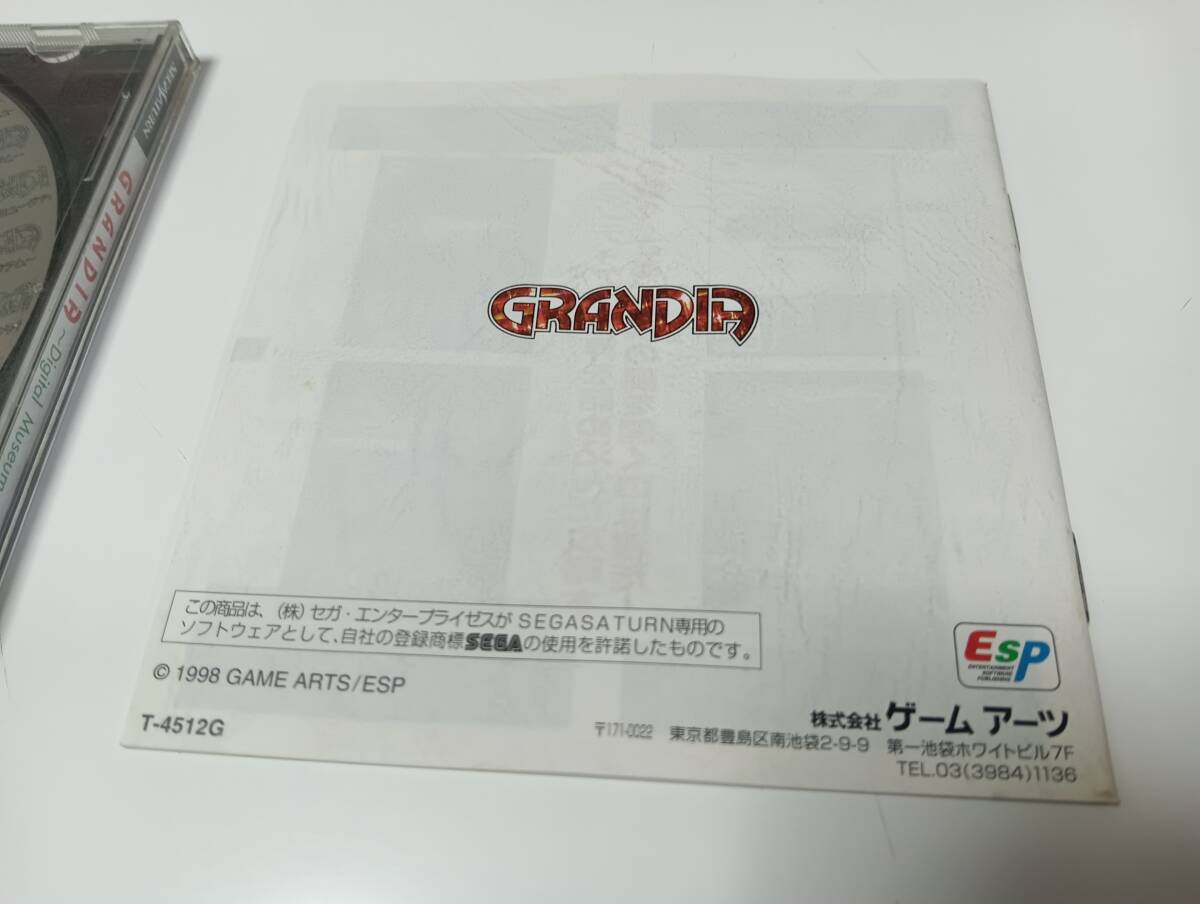 SEGASATURN
GRANDIA
~Digital Museum
GRANDIA
この商品は、(株)セガ・エンタープライゼスがSEGASATURN専用の
ソフトウェアとして、自社の登録商標SEGAの使用を許諾したものです。
© 1998 GAME ARTS/ESP
T-4512G
ESP
ENTERTAINMENT
SOFTWARE
PUBLISHING
株式会社 ゲームアーツ
〒171-0022 東京都豊島区南池袋2-9-9 第一池袋ホワイトビル7F
TEL.03(3984)1136